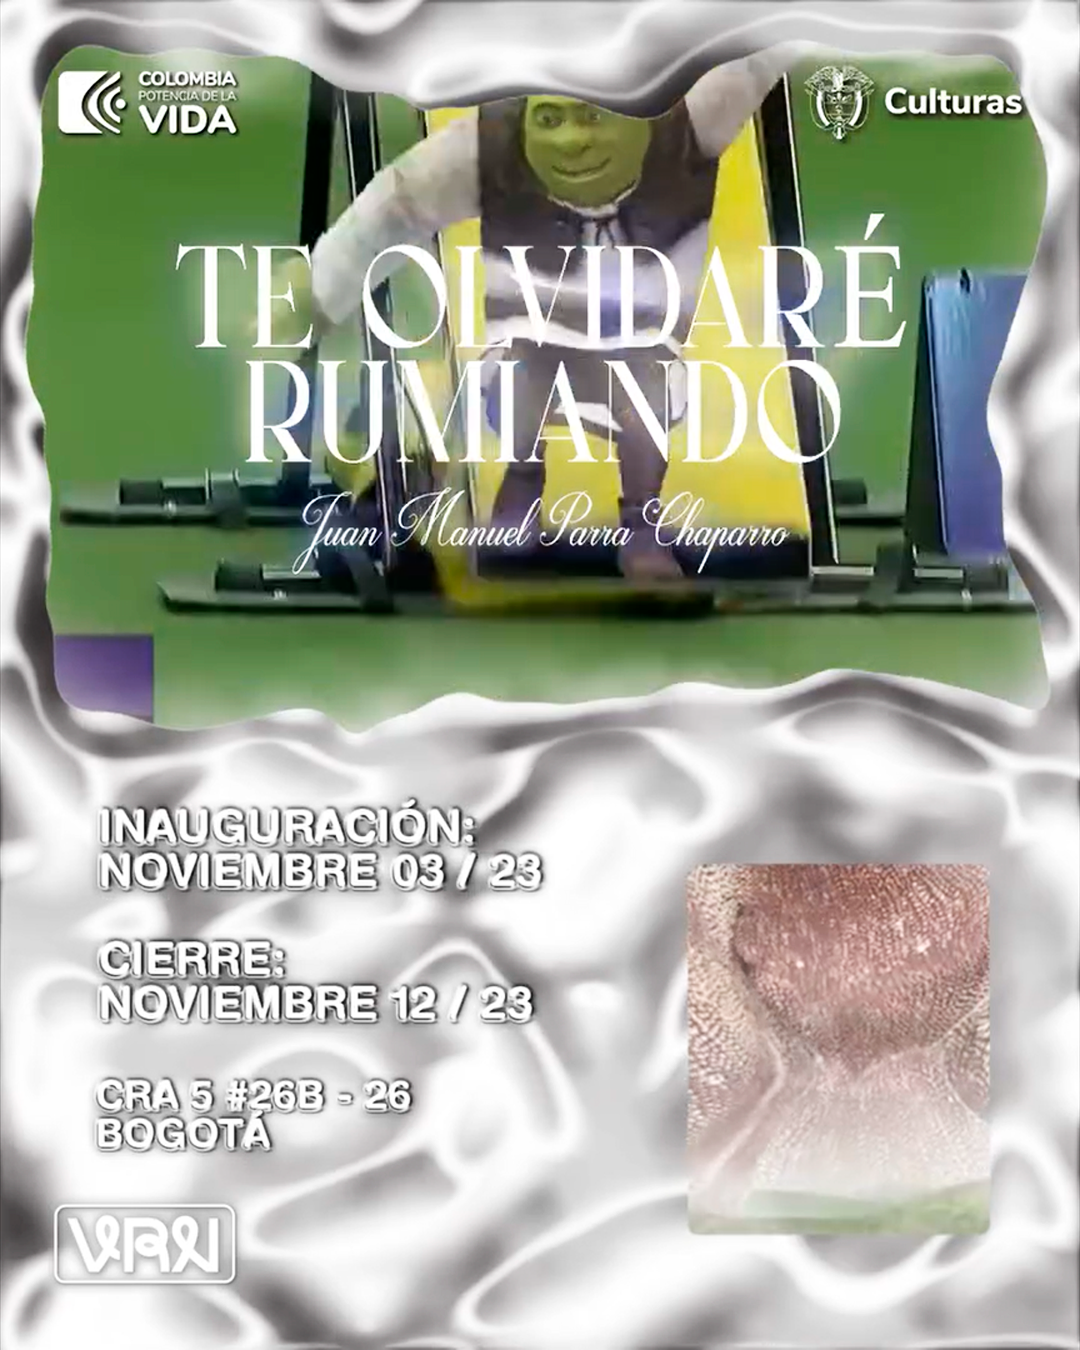 COLOMBIA
POTENCIA DE LA
VIDA
Culturas
TE OLVIDARÉ
RUMIANDO
Juan Manuel Parra Chaparro
INAUGURACIÓN:
NOVIEMBRE 03 / 23
CIERRE:
NOVIEMBRE 12 / 23
CRA 5 #26B - 26
BOGOTÁ